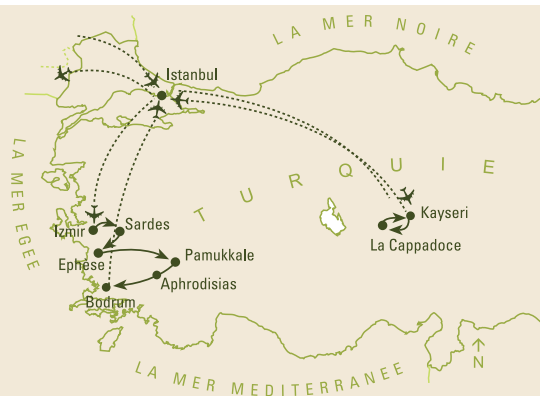 LA MER NOIRE
Istanbul
LA MER EGEE
TURQUIE
Kayseri
La Cappadoce
Izmir
Sardes
Ephèse
Pamukkale
Aphrodisias
Bodrum
LA MER MEDITERRANEE
N